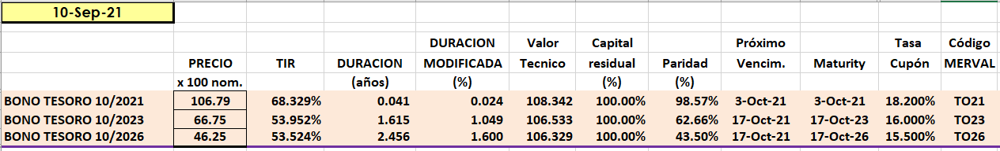 10-Sep-21
DURACION Valor Capital Próximo Tasa Código
PRECIO TIR DURACION MODIFICADA Tecnico residual Paridad Vencim. Maturity Cupón MERVAL
x 100 nom. (años) (%) (%) (%)
BONO TESORO 10/2021 106.79 68.329% 0.041 0.024 108.342 100.00% 98.57% 3-Oct-21 3-Oct-21 18.200% TO21
BONO TESORO 10/2023 66.75 53.952% 1.615 1.049 106.533 100.00% 62.66% 17-Oct-21 17-Oct-23 16.000% TO23
BONO TESORO 10/2026 46.25 53.524% 2.456 1.600 106.329 100.00% 43.50% 17-Oct-21 17-Oct-26 15.500% TO26